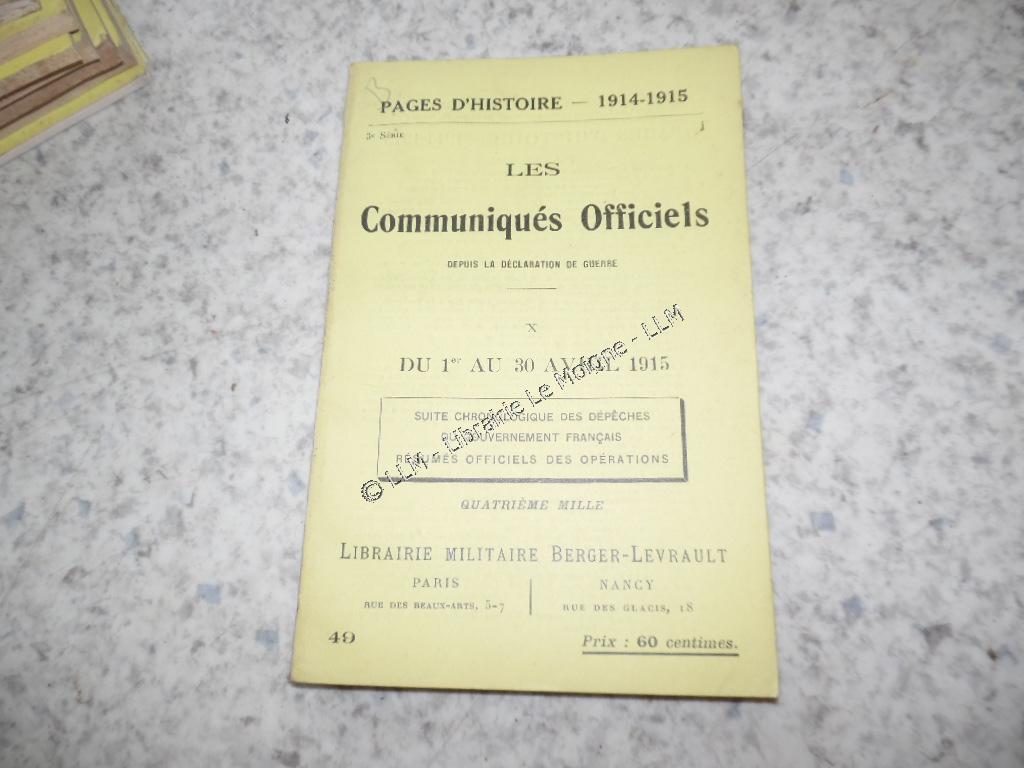 PAGES D'HISTOIRE — 1914-1915
3e SÉRIE
LES
Communiqués Officiels
DEPUIS LA DÉCLARATION DE GUERRE
X
DU 1er AU 30 AVRIL 1915
SUITE CHRONOLOGIQUE DES DÉPÊCHES
DU GOUVERNEMENT FRANÇAIS
RÉSUMÉS OFFICIELS DES OPÉRATIONS
© LLM - Librairie Le Moigne - LLM
QUATRIÈME MILLE
LIBRAIRIE MILITAIRE BERGER-LEVRAULT
PARIS
RUE DES BEAUX-ARTS, 5-7
NANCY
RUE DES GLACIS, 18
49
Prix : 60 centimes.